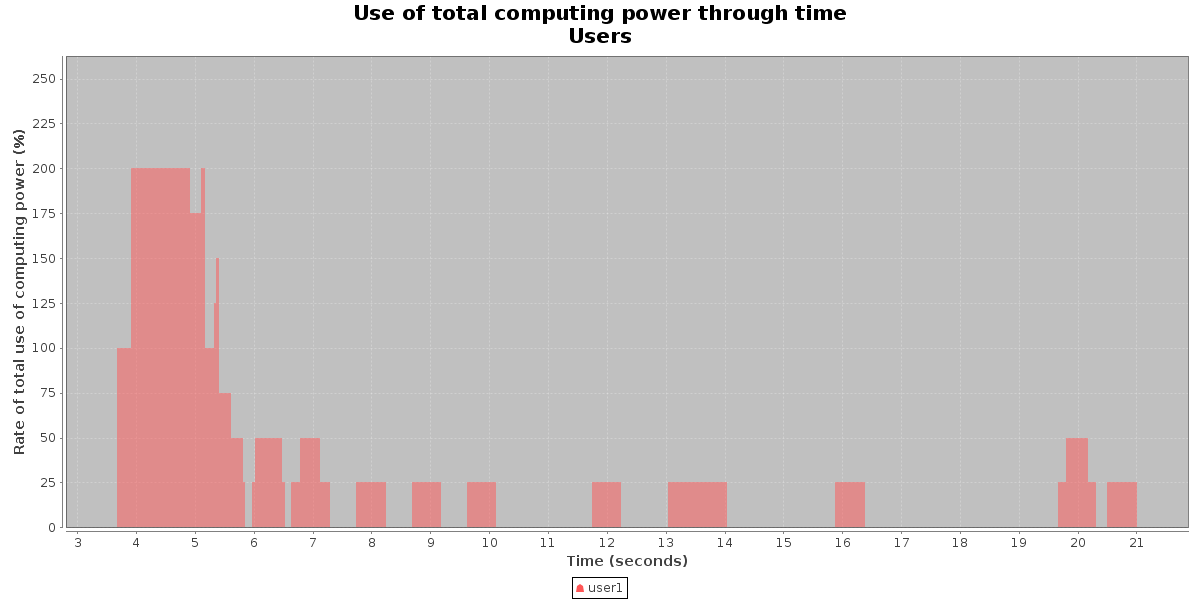 Use of total computing power through time
Users
Rate of total use of computing power (%)
250
225
200
175
150
125
100
75
50
25
0
3 4 5 6 7 8 9 10 11 12 13 14 15 16 17 18 19 20 21
Time (seconds)
user1